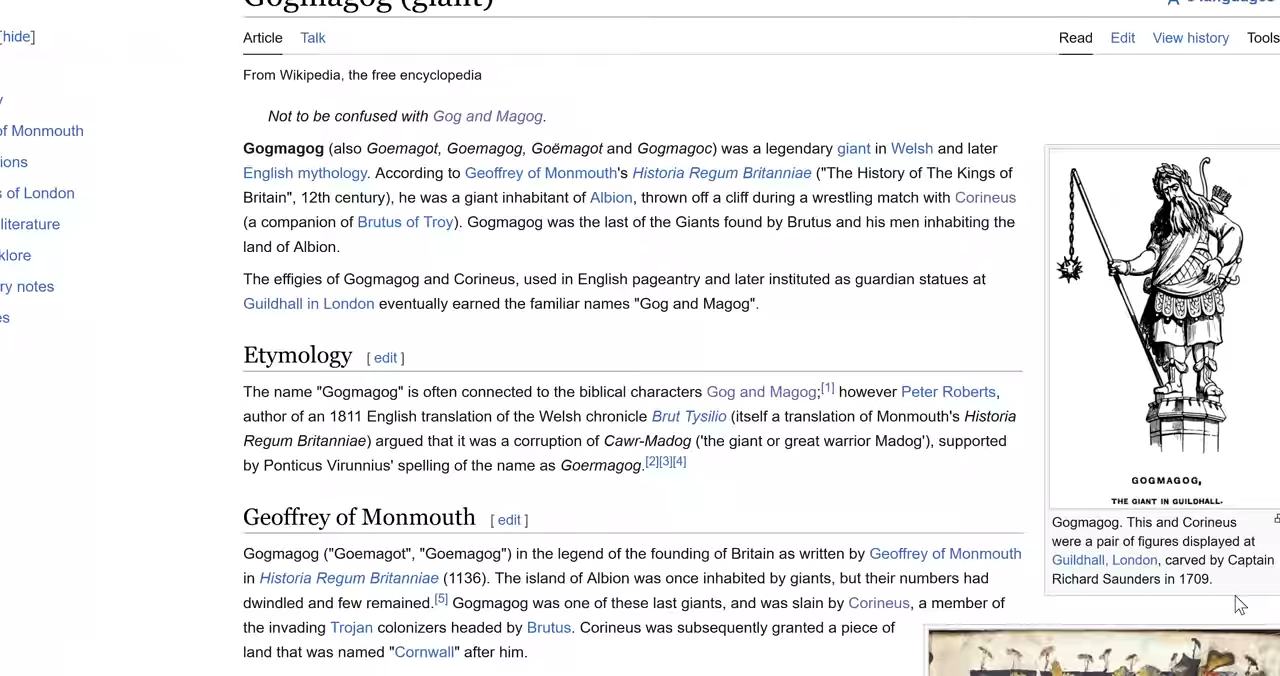 Gogmagog (giant)
languages
[hide]
Article Talk
Read Edit View history Tools
From Wikipedia, the free encyclopedia
y
of Monmouth
ions
s of London
literature
klore
ry notes
es
Not to be confused with Gog and Magog.
Gogmagog (also Goemagot, Goemagog, Goëmagot and Gogmagoc) was a legendary giant in Welsh and later
English mythology. According to Geoffrey of Monmouth's Historia Regum Britanniae ("The History of The Kings of
Britain", 12th century), he was a giant inhabitant of Albion, thrown off a cliff during a wrestling match with Corineus
(a companion of Brutus of Troy). Gogmagog was the last of the Giants found by Brutus and his men inhabiting the
land of Albion.
The effigies of Gogmagog and Corineus, used in English pageantry and later instituted as guardian statues at
Guildhall in London eventually earned the familiar names "Gog and Magog".
Etymology [ edit ]
The name "Gogmagog" is often connected to the biblical characters Gog and Magog;[1] however Peter Roberts,
author of an 1811 English translation of the Welsh chronicle Brut Tysilio (itself a translation of Monmouth's Historia
Regum Britanniae) argued that it was a corruption of Cawr-Madog ('the giant or great warrior Madog'), supported
by Ponticus Virunnius' spelling of the name as Goermagog.[2][3][4]
Geoffrey of Monmouth [ edit ]
Gogmagog ("Goemagot", "Goemagog") in the legend of the founding of Britain as written by Geoffrey of Monmouth
in Historia Regum Britanniae (1136). The island of Albion was once inhabited by giants, but their numbers had
dwindled and few remained.[5] Gogmagog was one of these last giants, and was slain by Corineus, a member of
the invading Trojan colonizers headed by Brutus. Corineus was subsequently granted a piece of
land that was named "Cornwall" after him.
GOGMAGOG,
THE GIANT IN GUILDHALL.
Gogmagog. This and Corineus
were a pair of figures displayed at
Guildhall, London, carved by Captain
Richard Saunders in 1709.